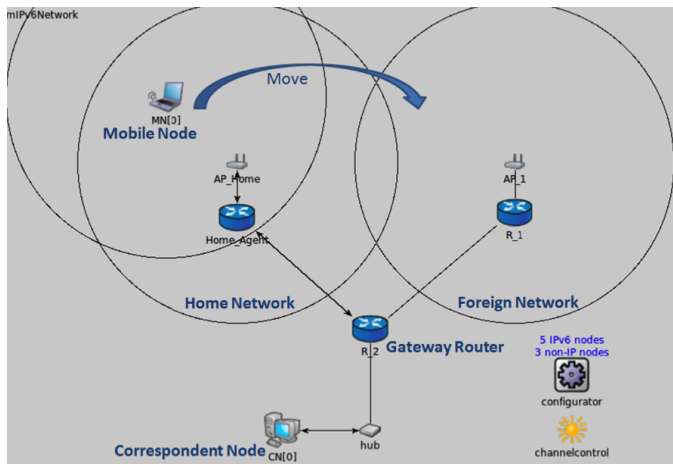 mIPv6Network
Move
MN[0]
Mobile Node
AP_Home
AP_1
Home_Agent
R_1
Home Network
Foreign Network
R_2
Gateway Router
5 IPv6 nodes
3 non-IP nodes
configurator
Correspondent Node
CN[0]
hub
channelcontrol